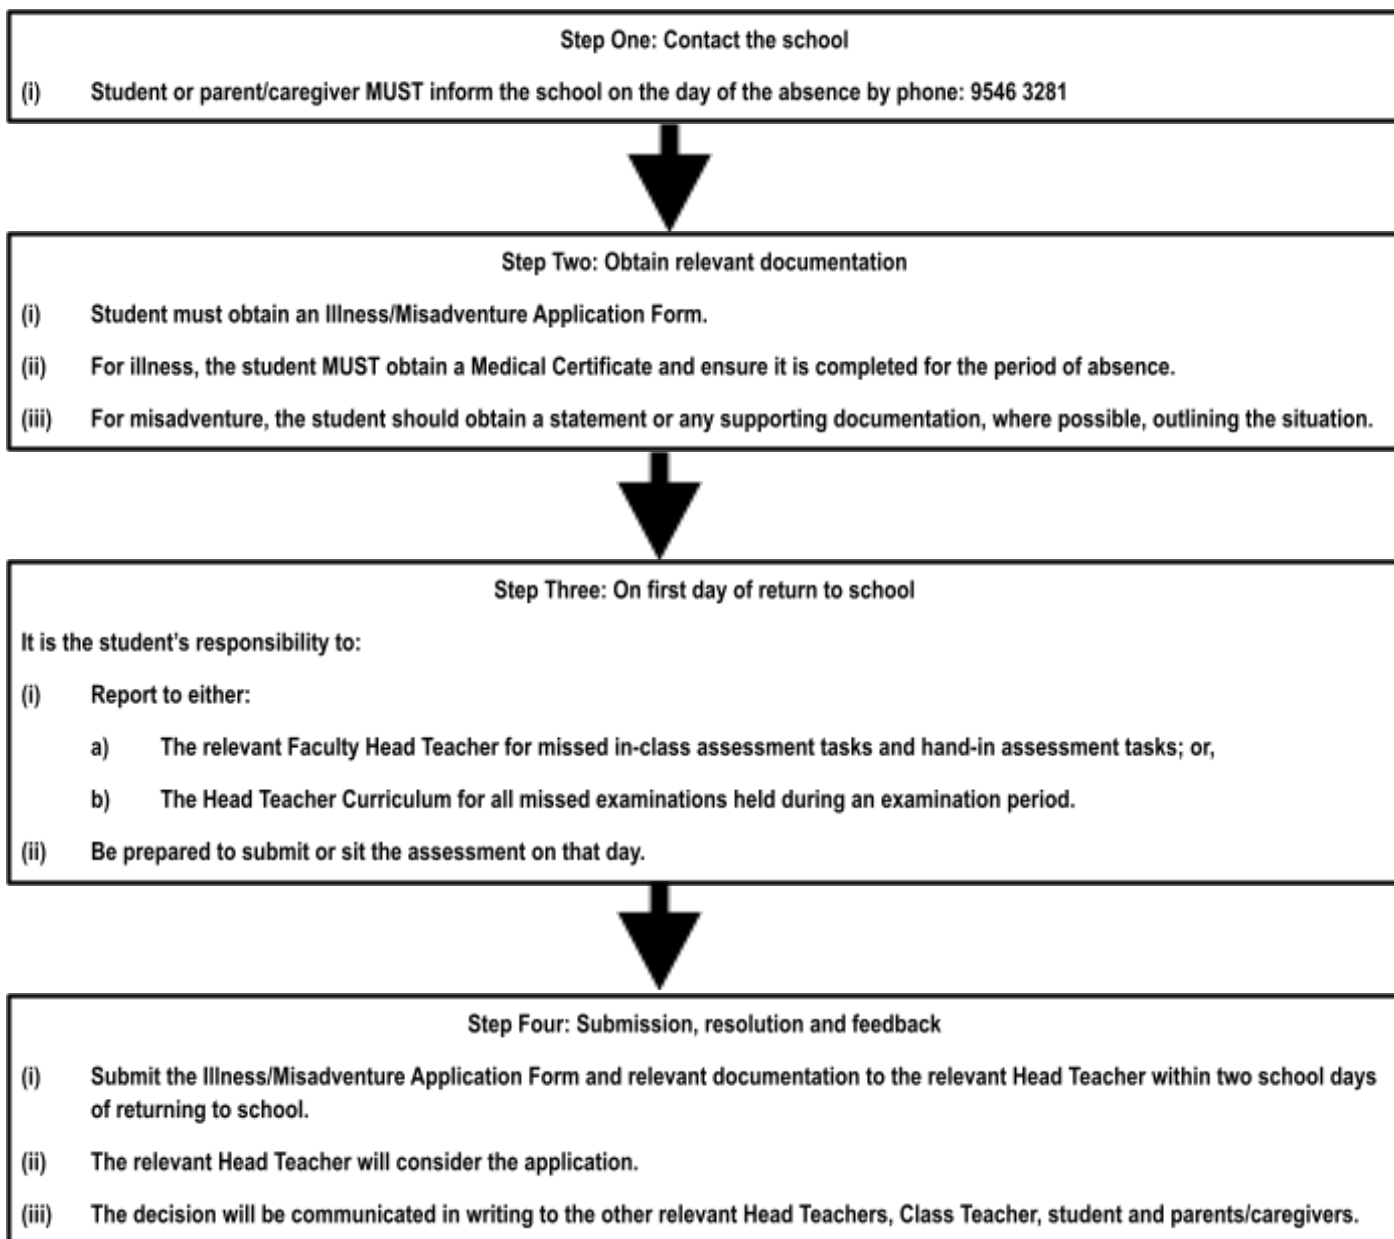 Step One: Contact the school
(i) Student or parent/caregiver MUST inform the school on the day of the absence by phone: 9546 3281
Step Two: Obtain relevant documentation
(i) Student must obtain an Illness/Misadventure Application Form.
(ii) For illness, the student MUST obtain a Medical Certificate and ensure it is completed for the period of absence.
(iii) For misadventure, the student should obtain a statement or any supporting documentation, where possible, outlining the situation.
Step Three: On first day of return to school
It is the student's responsibility to:
(i) Report to either:
a) The relevant Faculty Head Teacher for missed in-class assessment tasks and hand-in assessment tasks; or,
b) The Head Teacher Curriculum for all missed examinations held during an examination period.
(ii) Be prepared to submit or sit the assessment on that day.
Step Four: Submission, resolution and feedback
(i) Submit the Illness/Misadventure Application Form and relevant documentation to the relevant Head Teacher within two school days
of returning to school.
(ii) The relevant Head Teacher will consider the application.
(iii) The decision will be communicated in writing to the other relevant Head Teachers, Class Teacher, student and parents/caregivers.